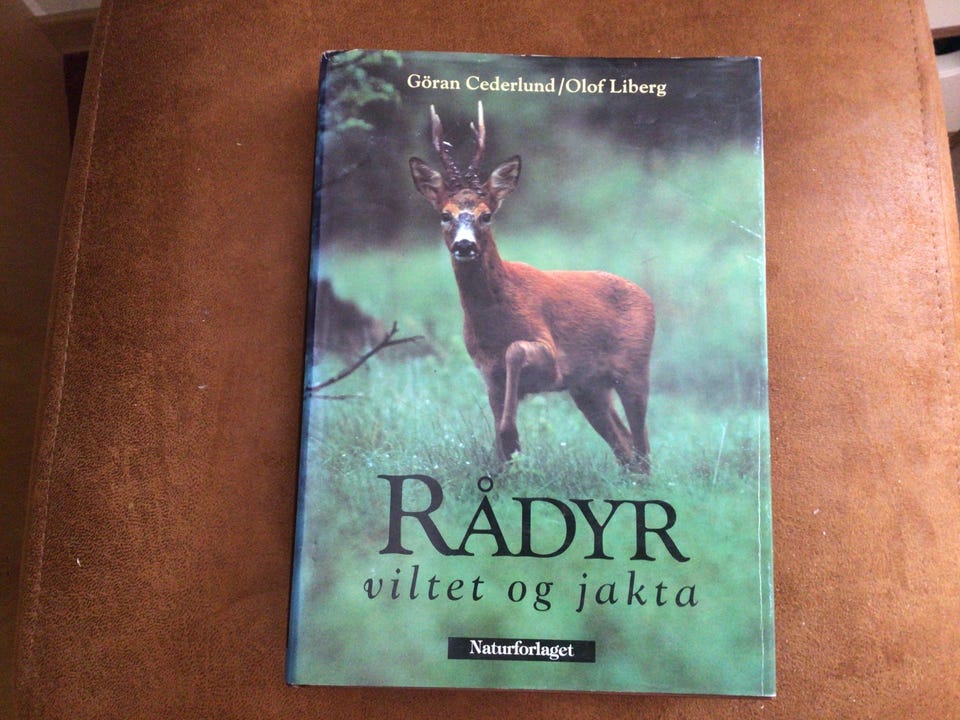 Göran Cederlund/Olof Liberg
RÅDYR
viltet og jakta
Naturforlaget